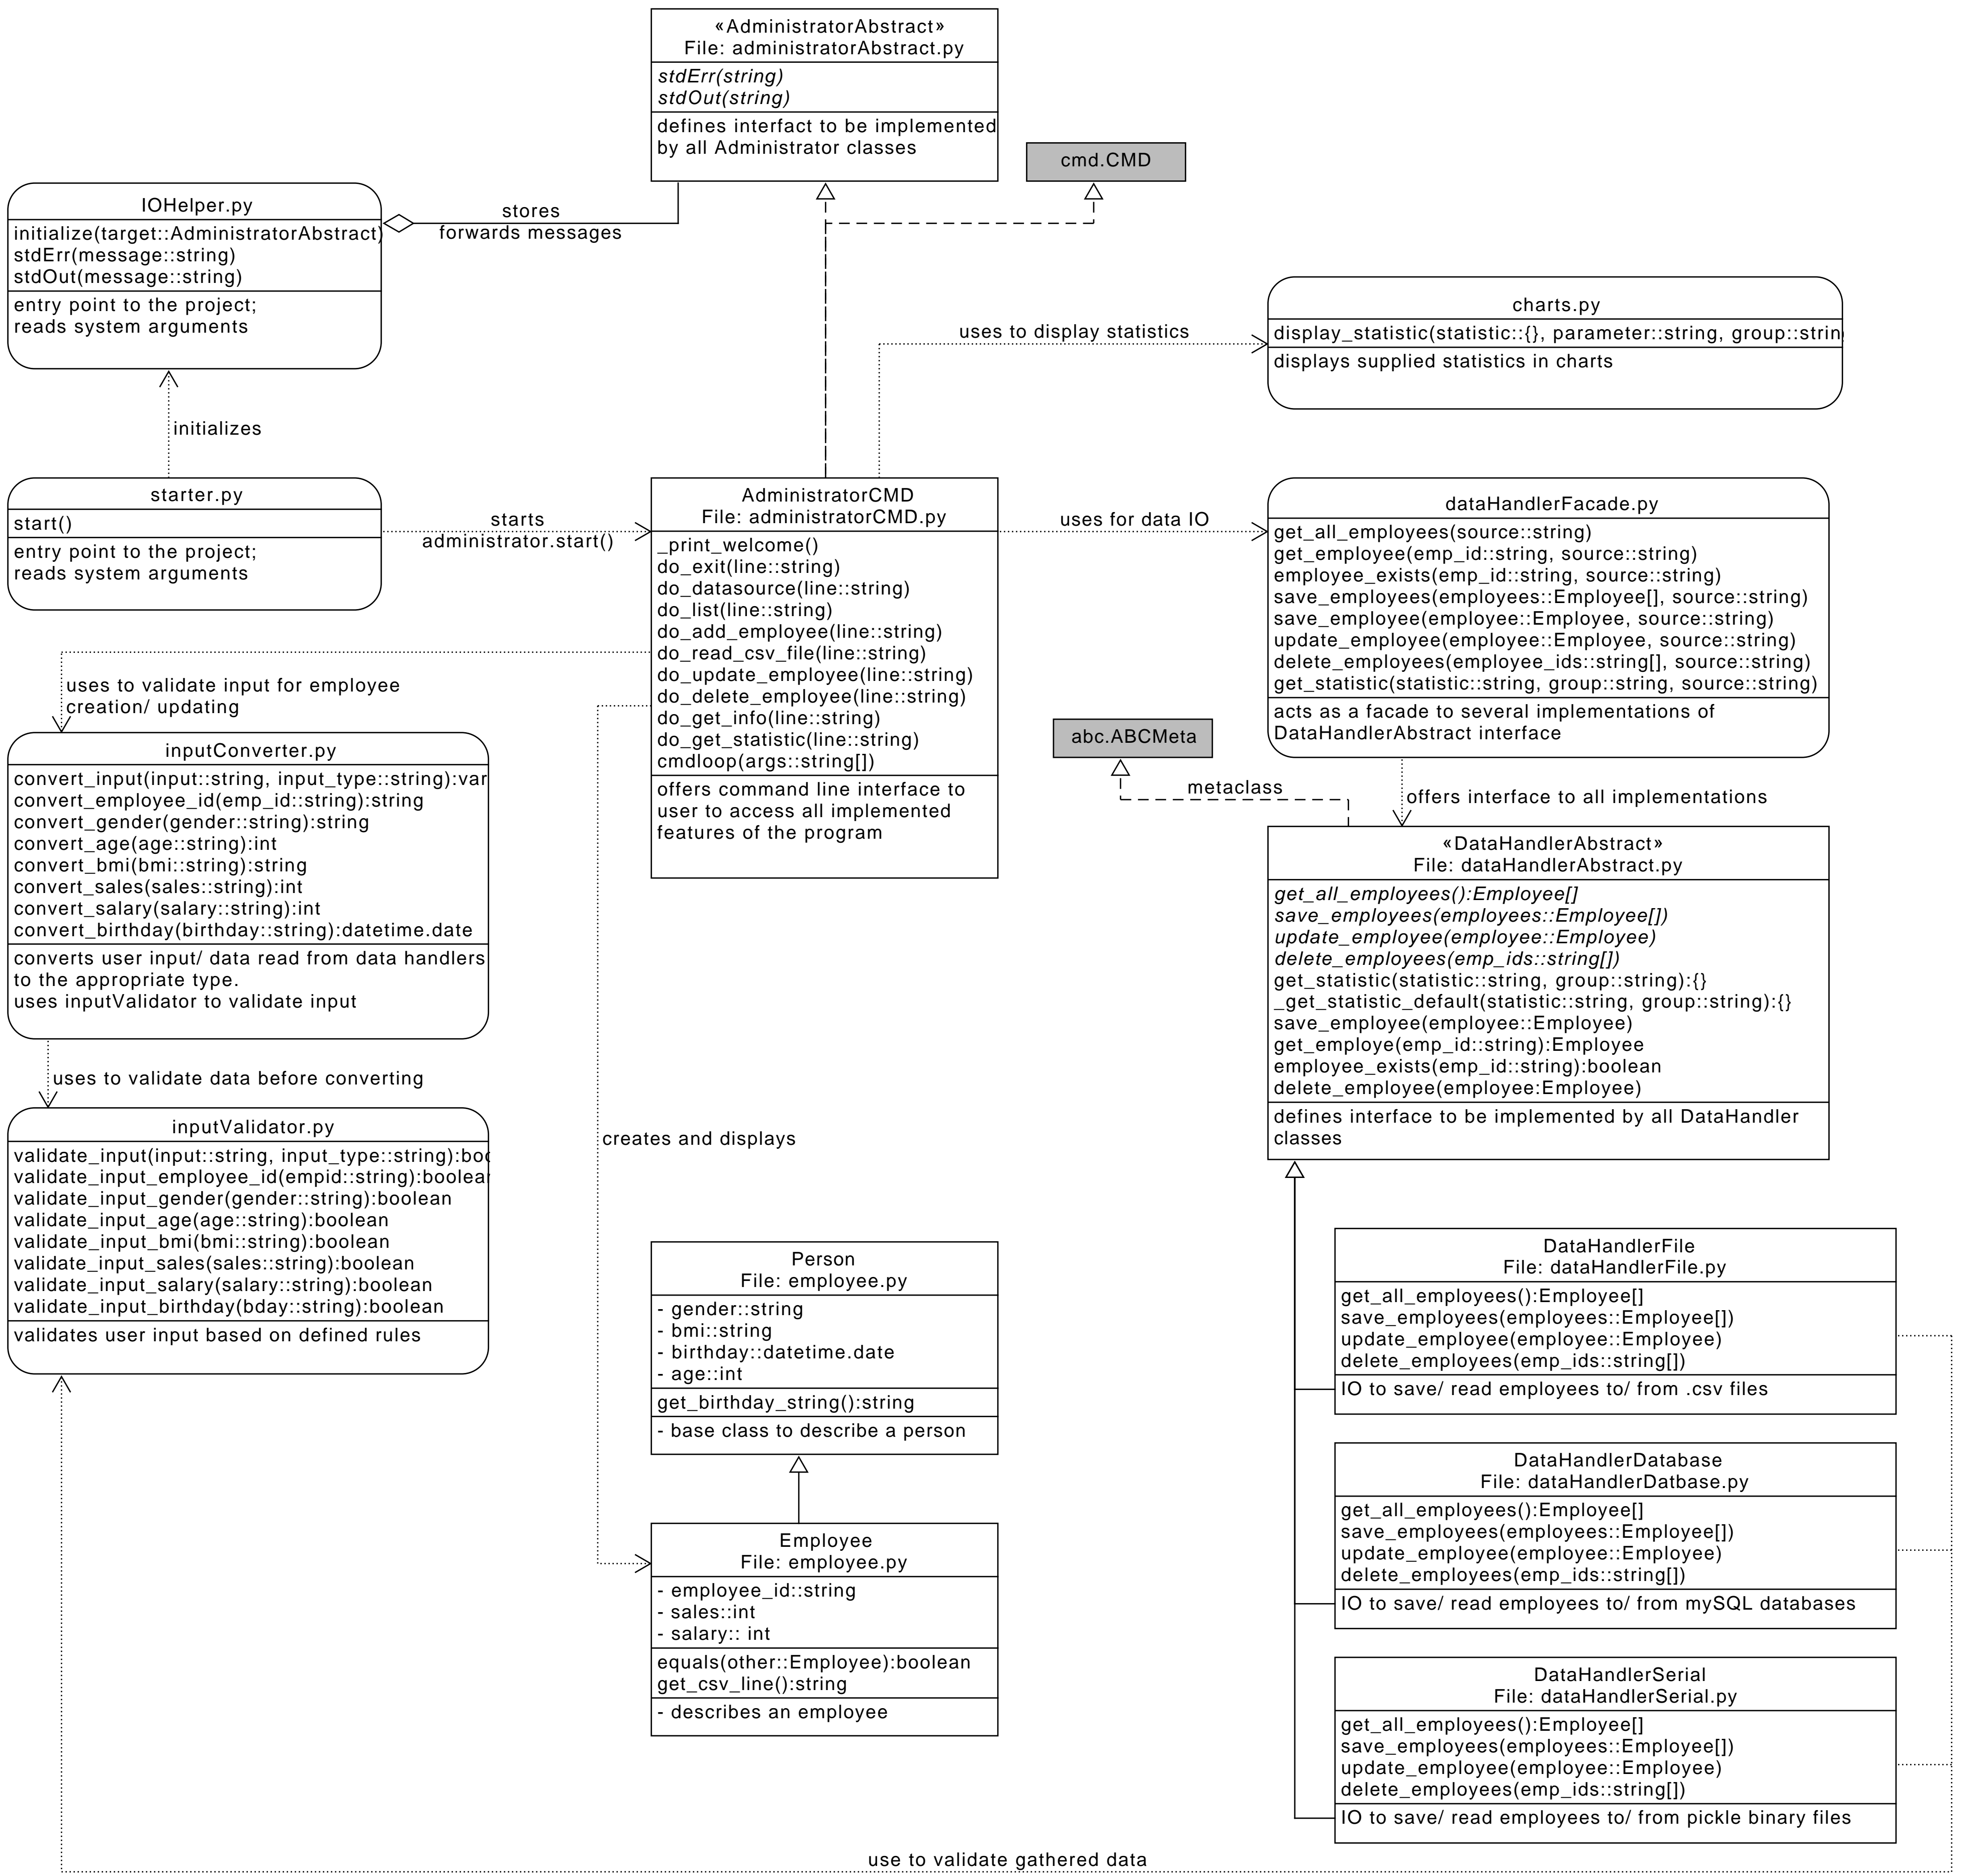 «AdministratorAbstract»
File: administratorAbstract.py
stdErr(string)
stdOut(string)
defines interfact to be implemented
by all Administrator classes
cmd.CMD
IOHelper.py
initialize(target::AdministratorAbstract)
stdErr(message::string)
stdOut(message::string)
entry point to the project;
reads system arguments
stores
forwards messages
charts.py
display_statistic(statistic::{}, parameter::string, group::strin
displays supplied statistics in charts
uses to display statistics
initializes
starter.py
start()
entry point to the project;
reads system arguments
starts
administrator.start()
AdministratorCMD
File: administratorCMD.py
_print_welcome()
do_exit(line::string)
do_datasource(line::string)
do_list(line::string)
do_add_employee(line::string)
do_read_csv_file(line::string)
do_update_employee(line::string)
do_delete_employee(line::string)
do_get_info(line::string)
do_get_statistic(line::string)
cmdloop(args::string[])
offers command line interface to
user to access all implemented
features of the program
uses for data IO
dataHandlerFacade.py
get_all_employees(source::string)
get_employee(emp_id::string, source::string)
employee_exists(emp_id::string, source::string)
save_employees(employees::Employee[], source::string)
save_employee(employee::Employee, source::string)
update_employee(employee::Employee, source::string)
delete_employees(employee_ids::string[], source::string)
get_statistic(statistic::string, group::string, source::string)
acts as a facade to several implementations of
DataHandlerAbstract interface
uses to validate input for employee
creation/ updating
inputConverter.py
convert_input(input::string, input_type::string):var
convert_employee_id(emp_id::string):string
convert_gender(gender::string):string
convert_age(age::string):int
convert_bmi(bmi::string):string
convert_sales(sales::string):int
convert_salary(salary::string):int
convert_birthday(birthday::string):datetime.date
converts user input/ data read from data handlers
to the appropriate type.
uses inputValidator to validate input
abc.ABCMeta
metaclass
offers interface to all implementations
«DataHandlerAbstract»
File: dataHandlerAbstract.py
get_all_employees():Employee[]
save_employees(employees::Employee[])
update_employee(employee::Employee)
delete_employees(emp_ids::string[])
get_statistic(statistic::string, group::string):{}
_get_statistic_default(statistic::string, group::string):{}
save_employee(employee::Employee)
get_employe(emp_id::string):Employee
employee_exists(emp_id::string):boolean
delete_employee(employee:Employee)
defines interface to be implemented by all DataHandler
classes
uses to validate data before converting
inputValidator.py
validate_input(input::string, input_type::string):boo
validate_input_employee_id(empid::string):boolean
validate_input_gender(gender::string):boolean
validate_input_age(age::string):boolean
validate_input_bmi(bmi::string):boolean
validate_input_sales(sales::string):boolean
validate_input_salary(salary::string):boolean
validate_input_birthday(bday::string):boolean
validates user input based on defined rules
creates and displays
Person
File: employee.py
- gender::string
- bmi::string
- birthday::datetime.date
- age::int
get_birthday_string():string
- base class to describe a person
Employee
File: employee.py
- employee_id::string
- sales::int
- salary:: int
equals(other::Employee):boolean
get_csv_line():string
- describes an employee
DataHandlerFile
File: dataHandlerFile.py
get_all_employees():Employee[]
save_employees(employees::Employee[])
update_employee(employee::Employee)
delete_employees(emp_ids::string[])
IO to save/ read employees to/ from .csv files
DataHandlerDatabase
File: dataHandlerDatbase.py
get_all_employees():Employee[]
save_employees(employees::Employee[])
update_employee(employee::Employee)
delete_employees(emp_ids::string[])
IO to save/ read employees to/ from mySQL databases
DataHandlerSerial
File: dataHandlerSerial.py
get_all_employees():Employee[]
save_employees(employees::Employee[])
update_employee(employee::Employee)
delete_employees(emp_ids::string[])
IO to save/ read employees to/ from pickle binary files
use to validate gathered data